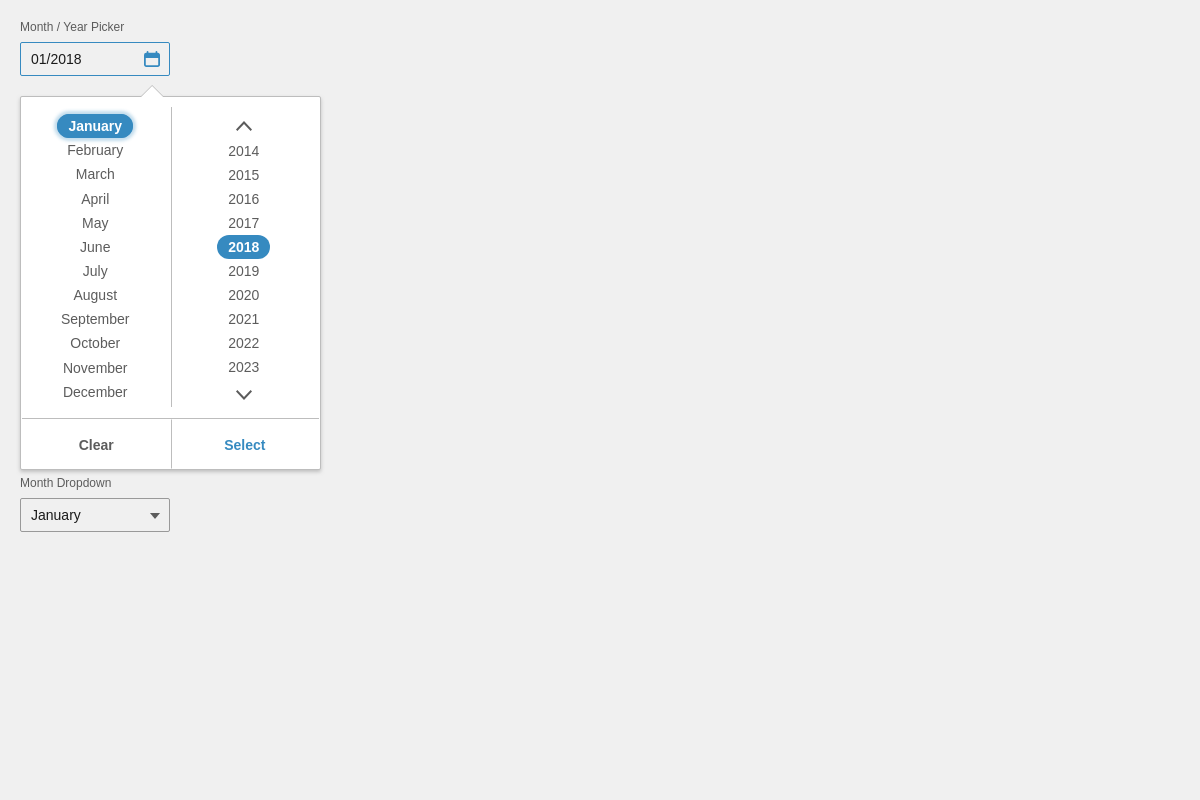 Month / Year Picker
01/2018
January
February
March
April
May
June
July
August
September
October
November
December
2014
2015
2016
2017
2018
2019
2020
2021
2022
2023
Clear
Select
Month Dropdown
January